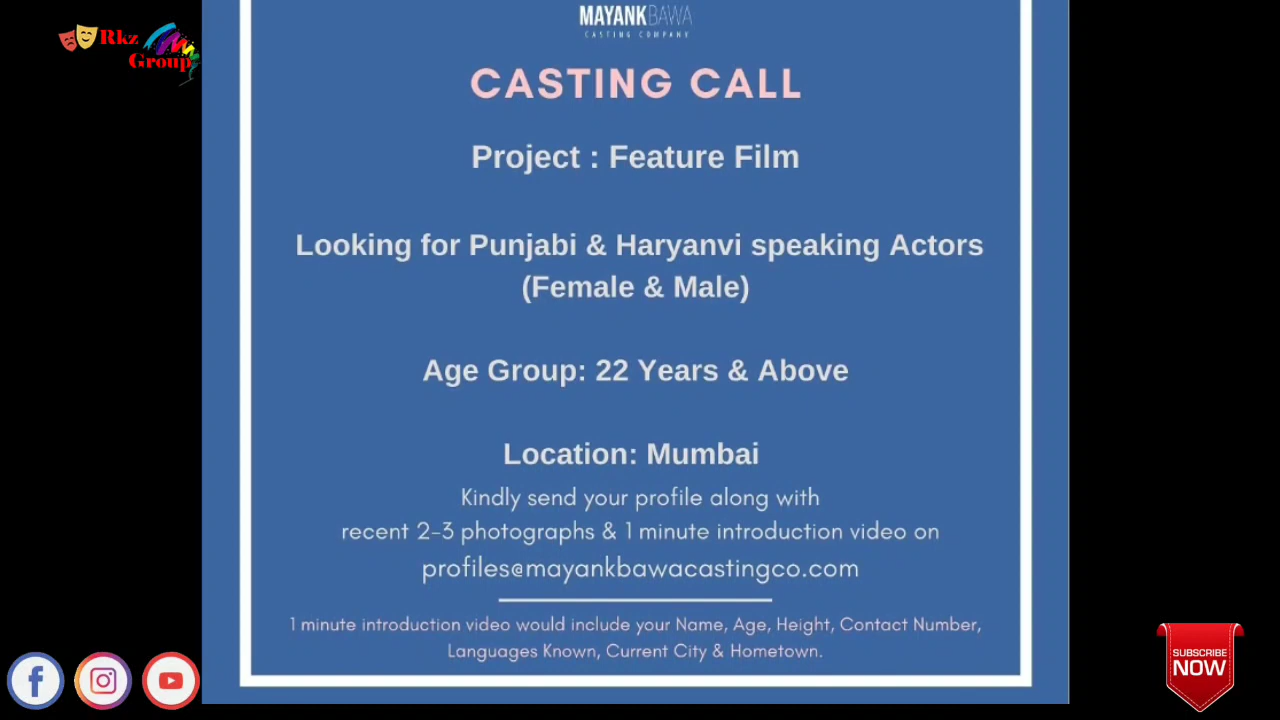 Rkz
Group
MAYANKBAWA
CASTING COMPANY
CASTING CALL
Project : Feature Film
Looking for Punjabi & Haryanvi speaking Actors
(Female & Male)
Age Group: 22 Years & Above
Location: Mumbai
Kindly send your profile along with
recent 2-3 photographs & 1 minute introduction video on
profiles@mayankbawacastingco.com
1 minute introduction video would include your Name, Age, Height, Contact Number,
Languages Known, Current City & Hometown.
SUBSCRIBE
NOW